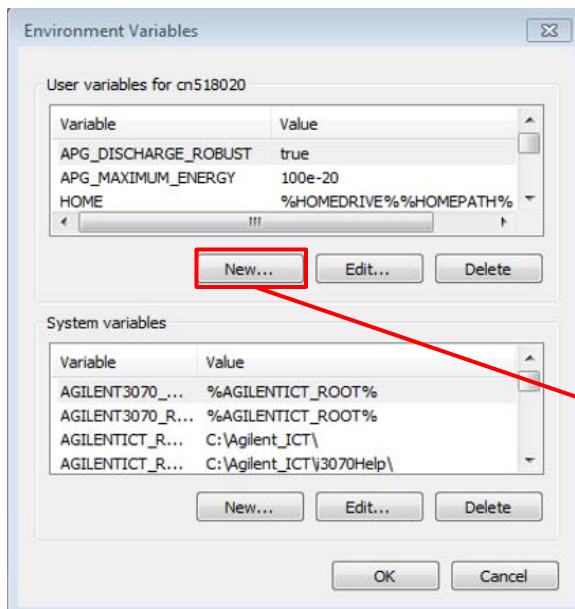 Environment Variables
User variables for cn518020
Variable Value
APG_DISCHARGE_ROBUST true
APG_MAXIMUM_ENERGY 100e-20
HOME %HOMEDRIVE%%HOMEPATH%
New... Edit... Delete
System variables
Variable Value
AGILENT3070_... %AGILENTICT_ROOT%
AGILENT3070_R... %AGILENTICT_ROOT%
AGILENTICT_R... C:\Agilent_ICT\
AGILENTICT_R... C:\Agilent_ICT\i3070Help\
New... Edit... Delete
OK Cancel